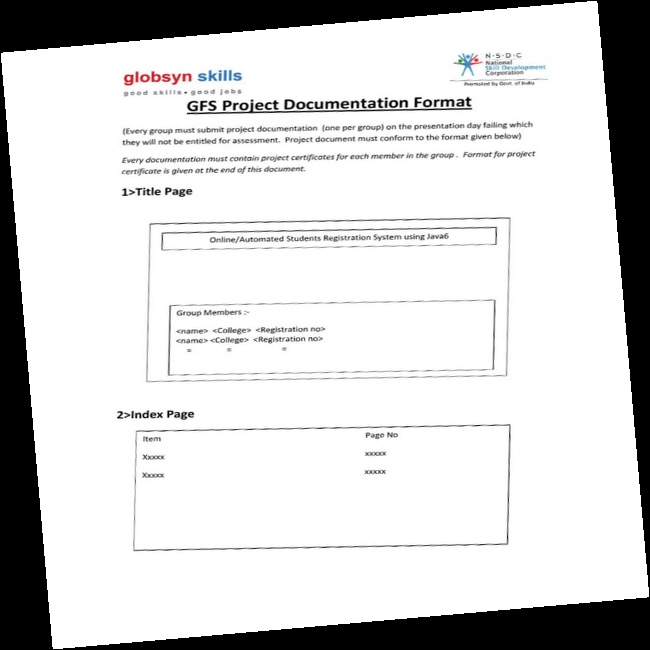 globsyn skills
good skills • good jobs
N·S·D·C
National
Skill Development
Corporation
Promoted by Govt. of India
GFS Project Documentation Format
(Every group must submit project documentation (one per group) on the presentation day failing which
they will not be entitled for assessment. Project document must conform to the format given below)
Every documentation must contain project certificates for each member in the group . Format for project
certificate is given at the end of this document.
1>Title Page
Online/Automated Students Registration System using Java6
Group Members :-
<name> <College> <Registration no>
<name> <College> <Registration no>
= = =
2>Index Page
Item Page No
Xxxxx xxxxx
Xxxxx xxxxx